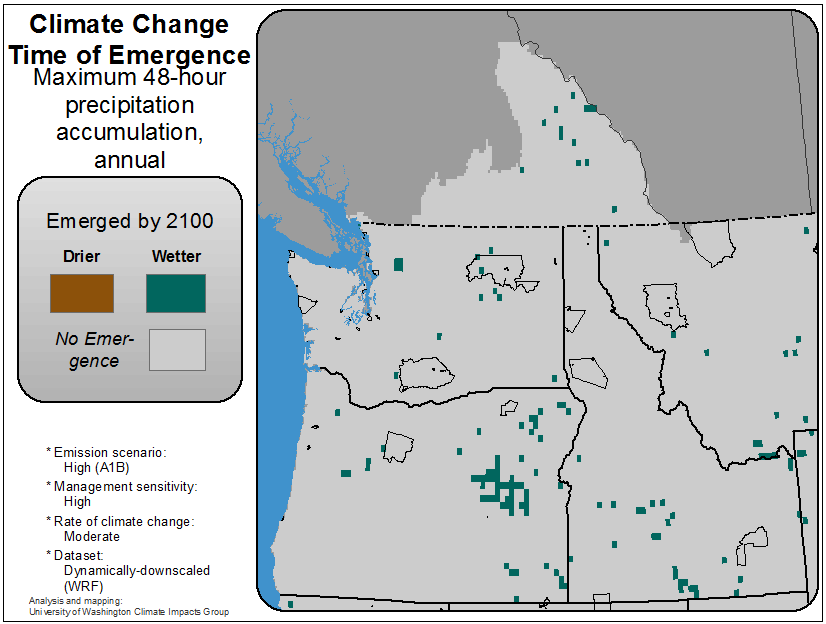 Climate Change
Time of Emergence
Maximum 48-hour
precipitation
accumulation,
annual
Emerged by 2100
Drier Wetter
No Emer-
gence
* Emission scenario:
High (A1B)
* Management sensitivity:
High
* Rate of climate change:
Moderate
* Dataset:
Dynamically-downscaled
(WRF)
Analysis and mapping:
University of Washington Climate Impacts Group